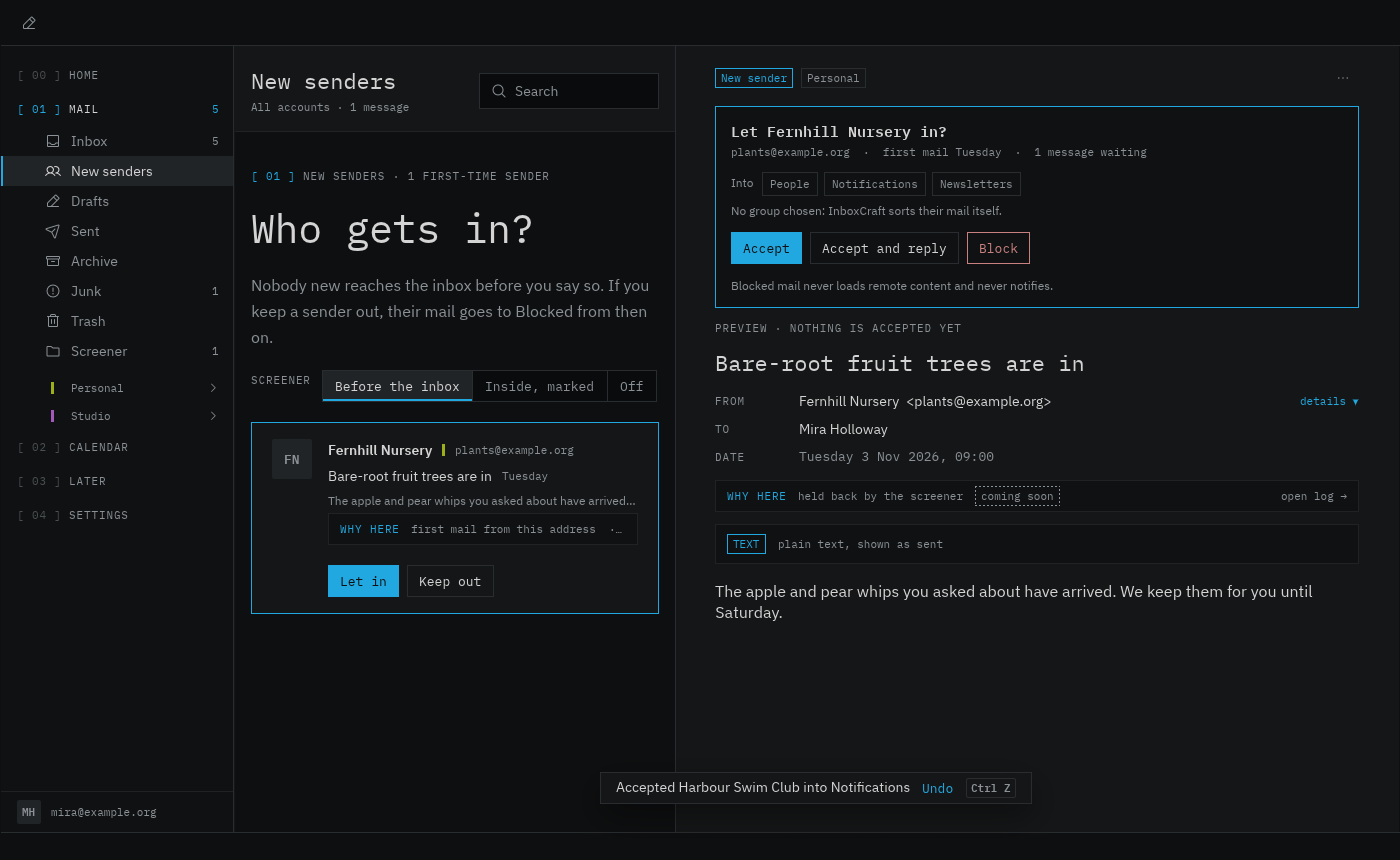 [ 00 ] HOME
[ 01 ] MAIL 5
Inbox 5
New senders
Drafts
Sent
Archive
Junk 1
Trash
Screener 1
Personal
Studio
[ 02 ] CALENDAR
[ 03 ] LATER
[ 04 ] SETTINGS
MH mira@example.org
New senders
All accounts · 1 message
Search
[ 01 ] NEW SENDERS · 1 FIRST-TIME SENDER
Who gets in?
Nobody new reaches the inbox before you say so. If you
keep a sender out, their mail goes to Blocked from then
on.
SCREENER Before the inbox Inside, marked Off
FN
Fernhill Nursery plants@example.org
Bare-root fruit trees are in Tuesday
The apple and pear whips you asked about have arrived…
WHY HERE first mail from this address ·…
Let in Keep out
New sender Personal ···
Let Fernhill Nursery in?
plants@example.org · first mail Tuesday · 1 message waiting
Into People Notifications Newsletters
No group chosen: InboxCraft sorts their mail itself.
Accept Accept and reply Block
Blocked mail never loads remote content and never notifies.
PREVIEW · NOTHING IS ACCEPTED YET
Bare-root fruit trees are in
FROM Fernhill Nursery <plants@example.org> details ▾
TO Mira Holloway
DATE Tuesday 3 Nov 2026, 09:00
WHY HERE held back by the screener coming soon open log →
TEXT plain text, shown as sent
The apple and pear whips you asked about have arrived. We keep them for you until
Saturday.
Accepted Harbour Swim Club into Notifications Undo Ctrl Z